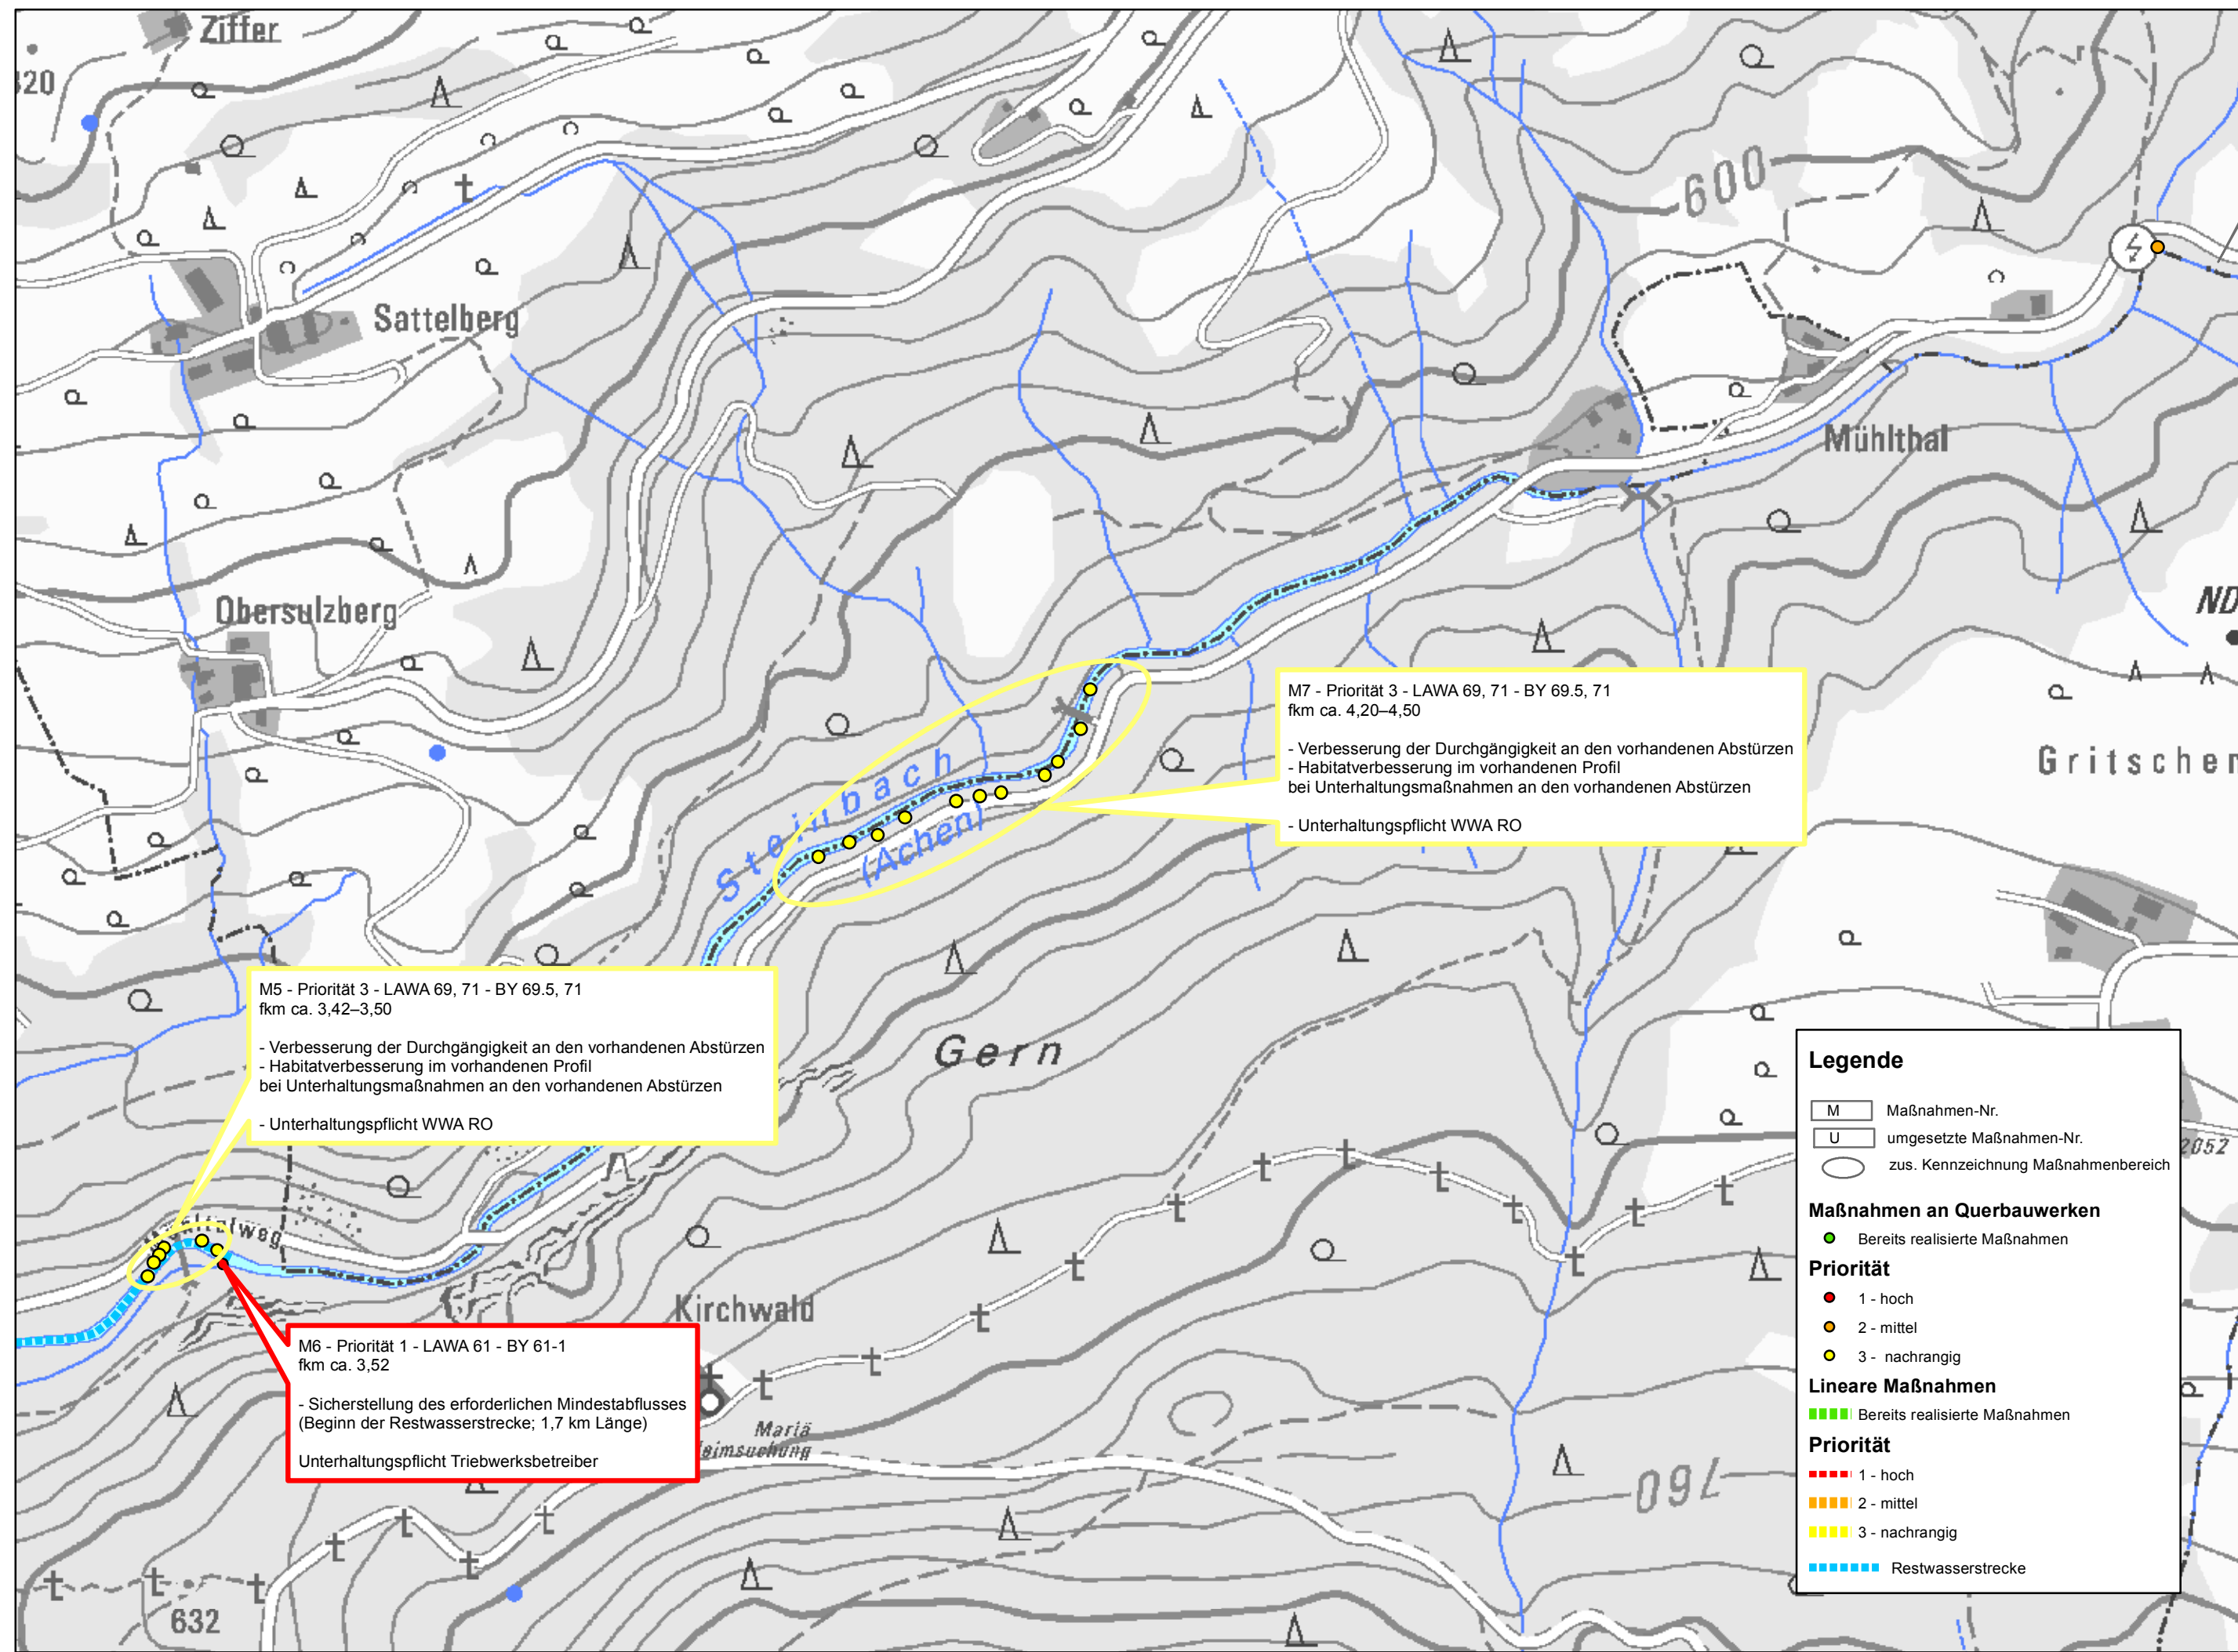 Ziffer
Sattelberg
600
Mühlthal
Obersulzberg
ND
M7 - Priorität 3 - LAWA 69, 71 - BY 69.5, 71
fkm ca. 4,20–4,50
- Verbesserung der Durchgängigkeit an den vorhandenen Abstürzen
- Habitatverbesserung im vorhandenen Profil
bei Unterhaltungsmaßnahmen an den vorhandenen Abstürzen
- Unterhaltungspflicht WWA RO
Gritschen
Steinbach
(Achen)
M5 - Priorität 3 - LAWA 69, 71 - BY 69.5, 71
fkm ca. 3,42–3,50
- Verbesserung der Durchgängigkeit an den vorhandenen Abstürzen
- Habitatverbesserung im vorhandenen Profil
bei Unterhaltungsmaßnahmen an den vorhandenen Abstürzen
- Unterhaltungspflicht WWA RO
Gern
Kirchwald
M6 - Priorität 1 - LAWA 61 - BY 61-1
fkm ca. 3,52
- Sicherstellung des erforderlichen Mindestabflusses
(Beginn der Restwasserstrecke; 1,7 km Länge)
Unterhaltungspflicht Triebwerksbetreiber
Mariä
eimsuchung
760
632
Legende
M Maßnahmen-Nr.
U umgesetzte Maßnahmen-Nr.
zus. Kennzeichnung Maßnahmenbereich
Maßnahmen an Querbauwerken
Bereits realisierte Maßnahmen
Priorität
1 - hoch
2 - mittel
3 - nachrangig
Lineare Maßnahmen
Bereits realisierte Maßnahmen
Priorität
1 - hoch
2 - mittel
3 - nachrangig
Restwasserstrecke